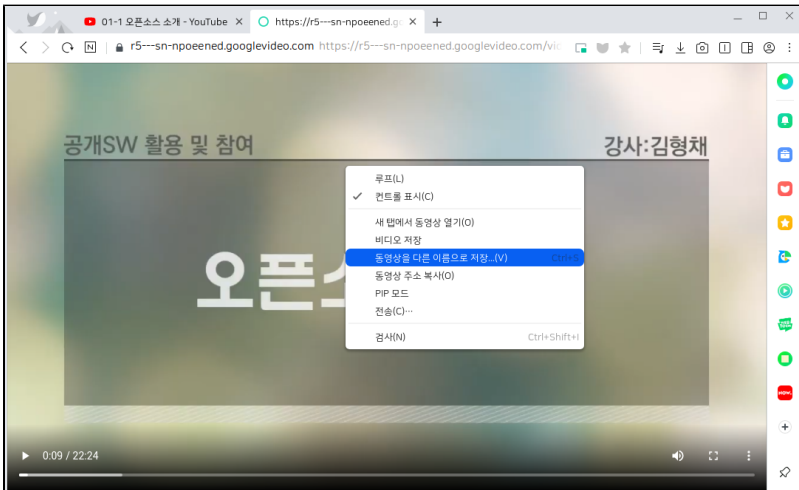 01-1 오픈소스 소개 - YouTube
https://r5---sn-npoeened.go
r5---sn-npoeened.googlevideo.com https://r5---sn-npoeened.googlevideo.com/vi
공개SW 활용 및 참여
강사:김형채
오픈소
루프(L)
컨트롤 표시(C)
새 탭에서 동영상 열기(O)
비디오 저장
동영상을 다른 이름으로 저장...(V) Ctrl+S
동영상 주소 복사(O)
PIP 모드
전송(C)…
검사(N) Ctrl+Shift+I
0:09 / 22:24
NOW.